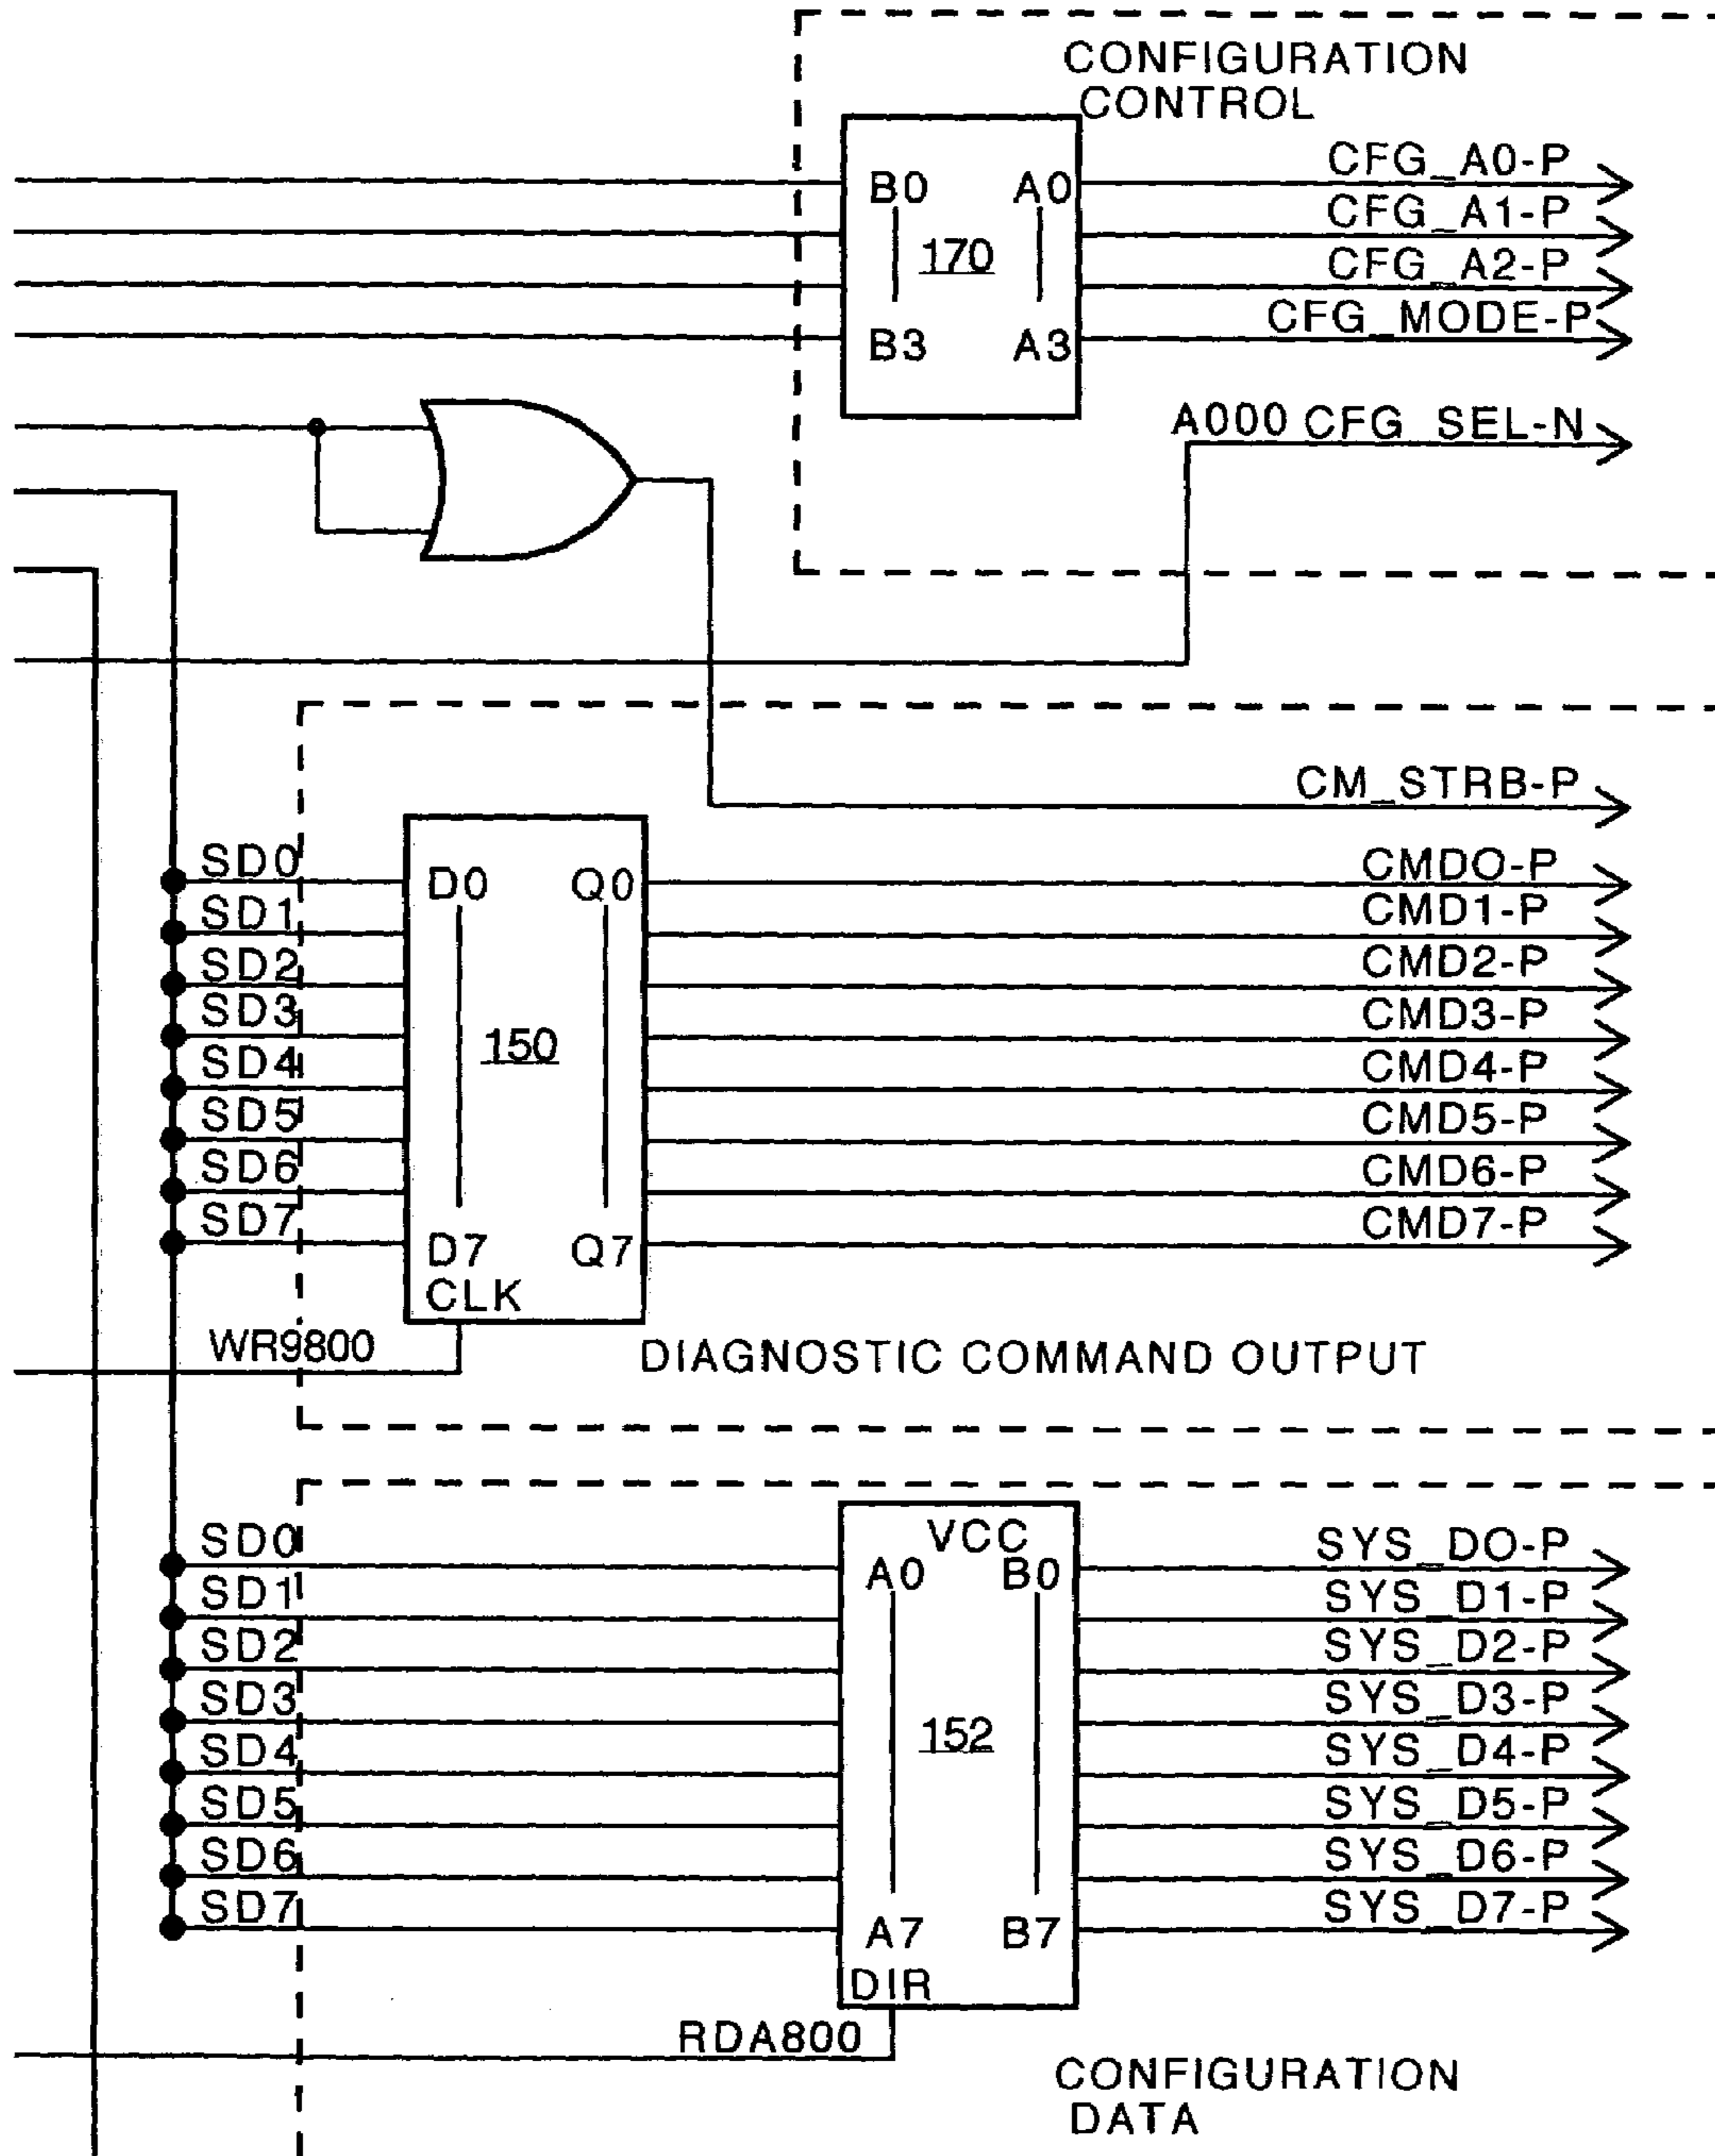 CONFIGURATION
CONTROL
CFG_A0-P
B0 A0
CFG_A1-P
170
CFG_A2-P
CFG_MODE-P
B3 A3
A000 CFG SEL-N
CM_STRB-P
SD0 D0 Q0 CMDO-P
SD1 CMD1-P
SD2 CMD2-P
SD3 CMD3-P
150
SD4 CMD4-P
SD5 CMD5-P
SD6 CMD6-P
SD7 CMD7-P
D7 Q7
CLK
WR9800
DIAGNOSTIC COMMAND OUTPUT
VCC
SD0 SYS_DO-P
A0 B0
SD1 SYS_D1-P
SD2 SYS_D2-P
SD3 SYS_D3-P
152
SD4 SYS_D4-P
SD5 SYS_D5-P
SD6 SYS_D6-P
SD7 SYS_D7-P
A7 B7
DIR
RDA800
CONFIGURATION
DATA